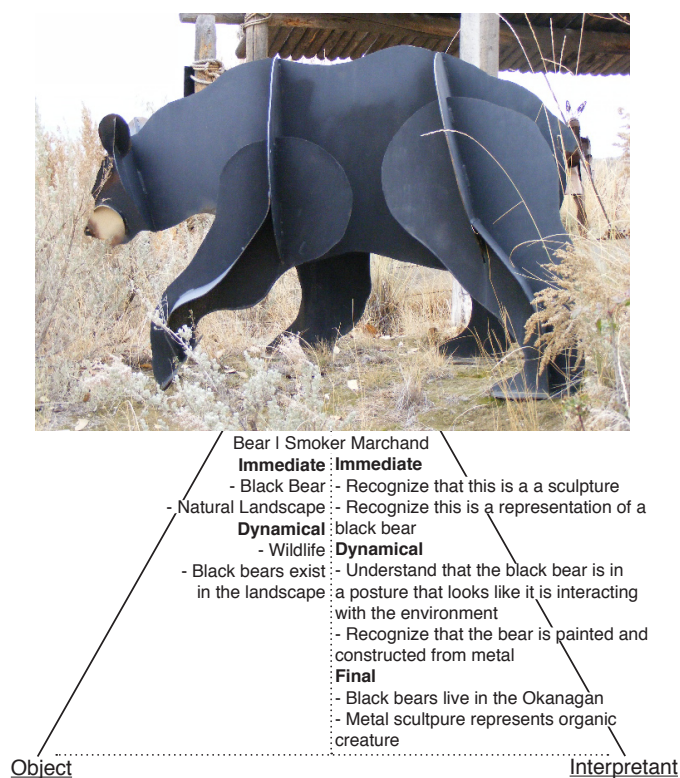 Bear | Smoker Marchand
Immediate
- Black Bear
- Natural Landscape
Dynamical
- Wildlife
- Black bears exist
in the landscape
Immediate
- Recognize that this is a a sculpture
- Recognize this is a representation of a
black bear
Dynamical
- Understand that the black bear is in
a posture that looks like it is interacting
with the environment
- Recognize that the bear is painted and
constructed from metal
Final
- Black bears live in the Okanagan
- Metal scultpure represents organic
creature
Object
Interpretant